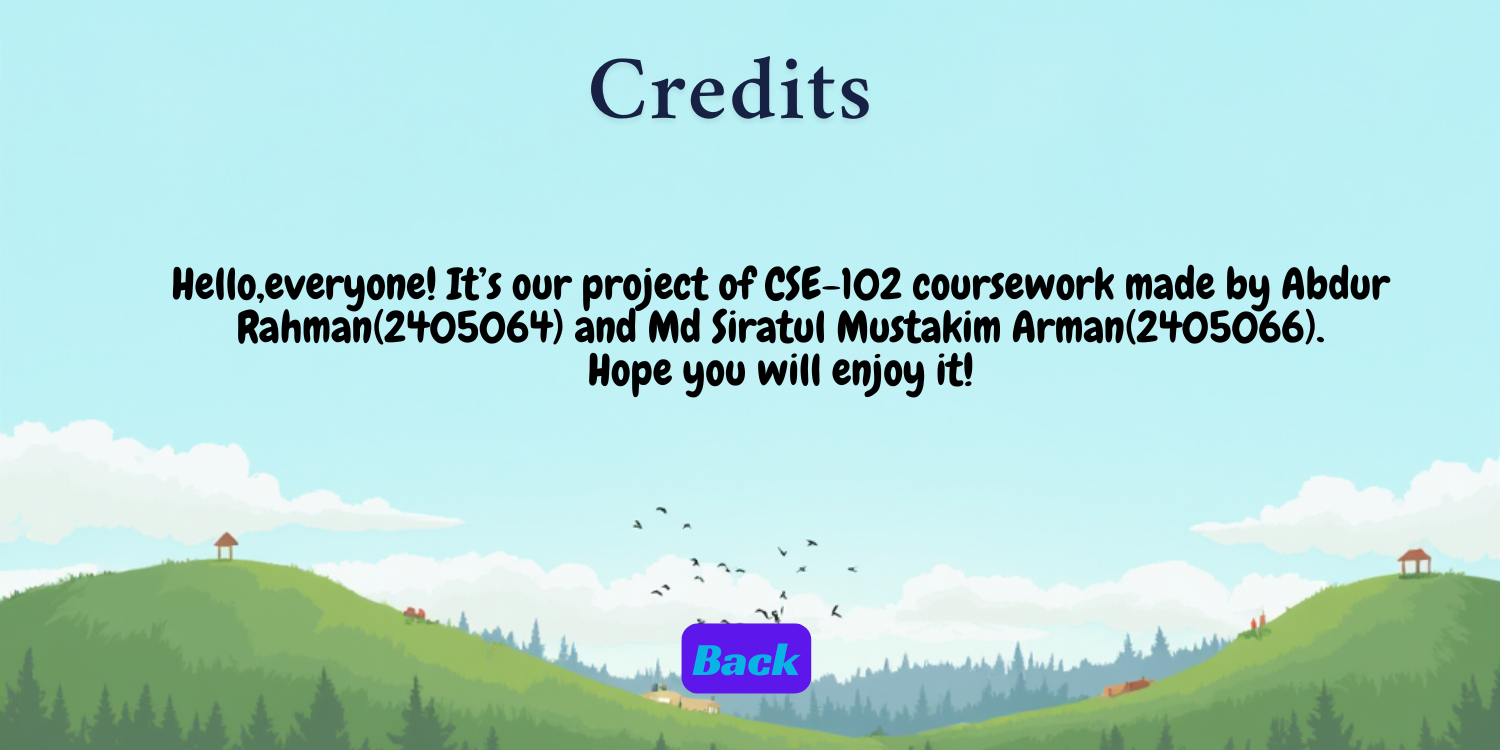 Credits
Hello,everyone! It's our project of CSE-102 coursework made by Abdur
Rahman(2405064) and Md Siratul Mustakim Arman(2405066).
Hope you will enjoy it!
Back